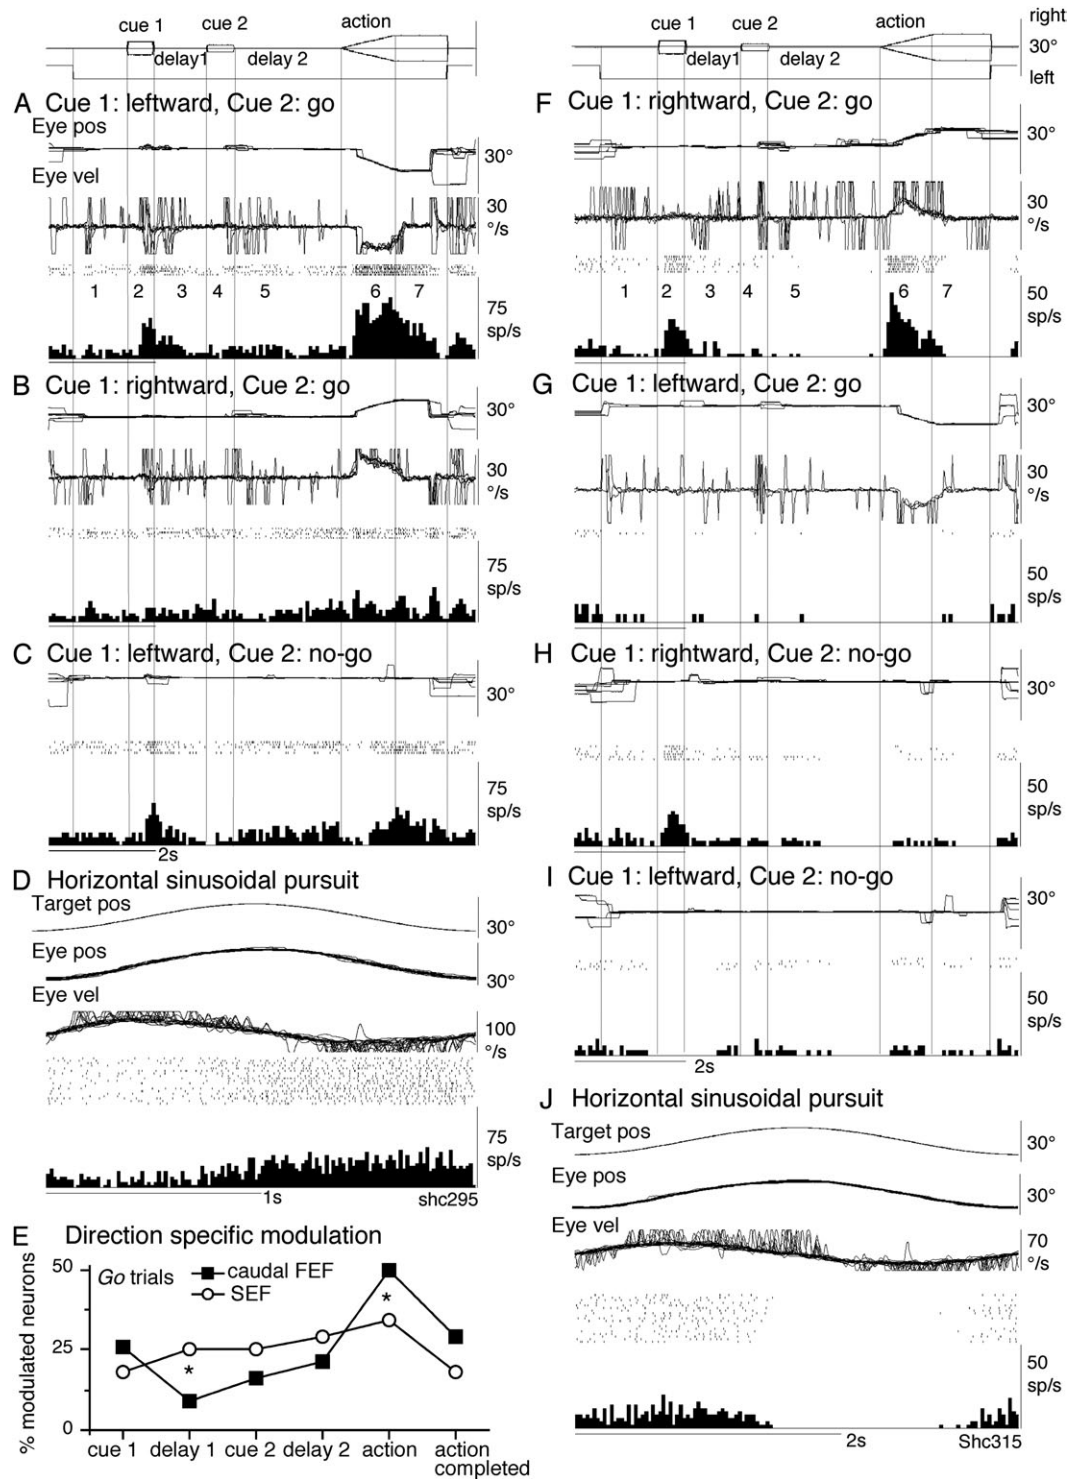 cue 1 cue 2 action
delay1 delay 2
A Cue 1: leftward, Cue 2: go
Eye pos
30°
Eye vel
30
°/s
1 2 3 4 5 6 7
75
sp/s
B Cue 1: rightward, Cue 2: go
30°
30
°/s
75
sp/s
C Cue 1: leftward, Cue 2: no-go
30°
75
sp/s
2s
D Horizontal sinusoidal pursuit
Target pos
30°
Eye pos
30°
Eye vel
100
°/s
75
sp/s
1s shc295
E Direction specific modulation
50
Go trials
caudal FEF
SEF
*
25
*
0
% modulated neurons
cue 1 delay 1 cue 2 delay 2 action action completed
cue 1 cue 2 action
right
30°
delay1 delay 2
left
F Cue 1: rightward, Cue 2: go
30°
30
°/s
1 2 3 4 5 6 7
50
sp/s
G Cue 1: leftward, Cue 2: go
30°
30
°/s
50
sp/s
H Cue 1: rightward, Cue 2: no-go
30°
50
sp/s
I Cue 1: leftward, Cue 2: no-go
30°
50
sp/s
2s
J Horizontal sinusoidal pursuit
Target pos
30°
Eye pos
30°
Eye vel
70
°/s
50
sp/s
2s Shc315